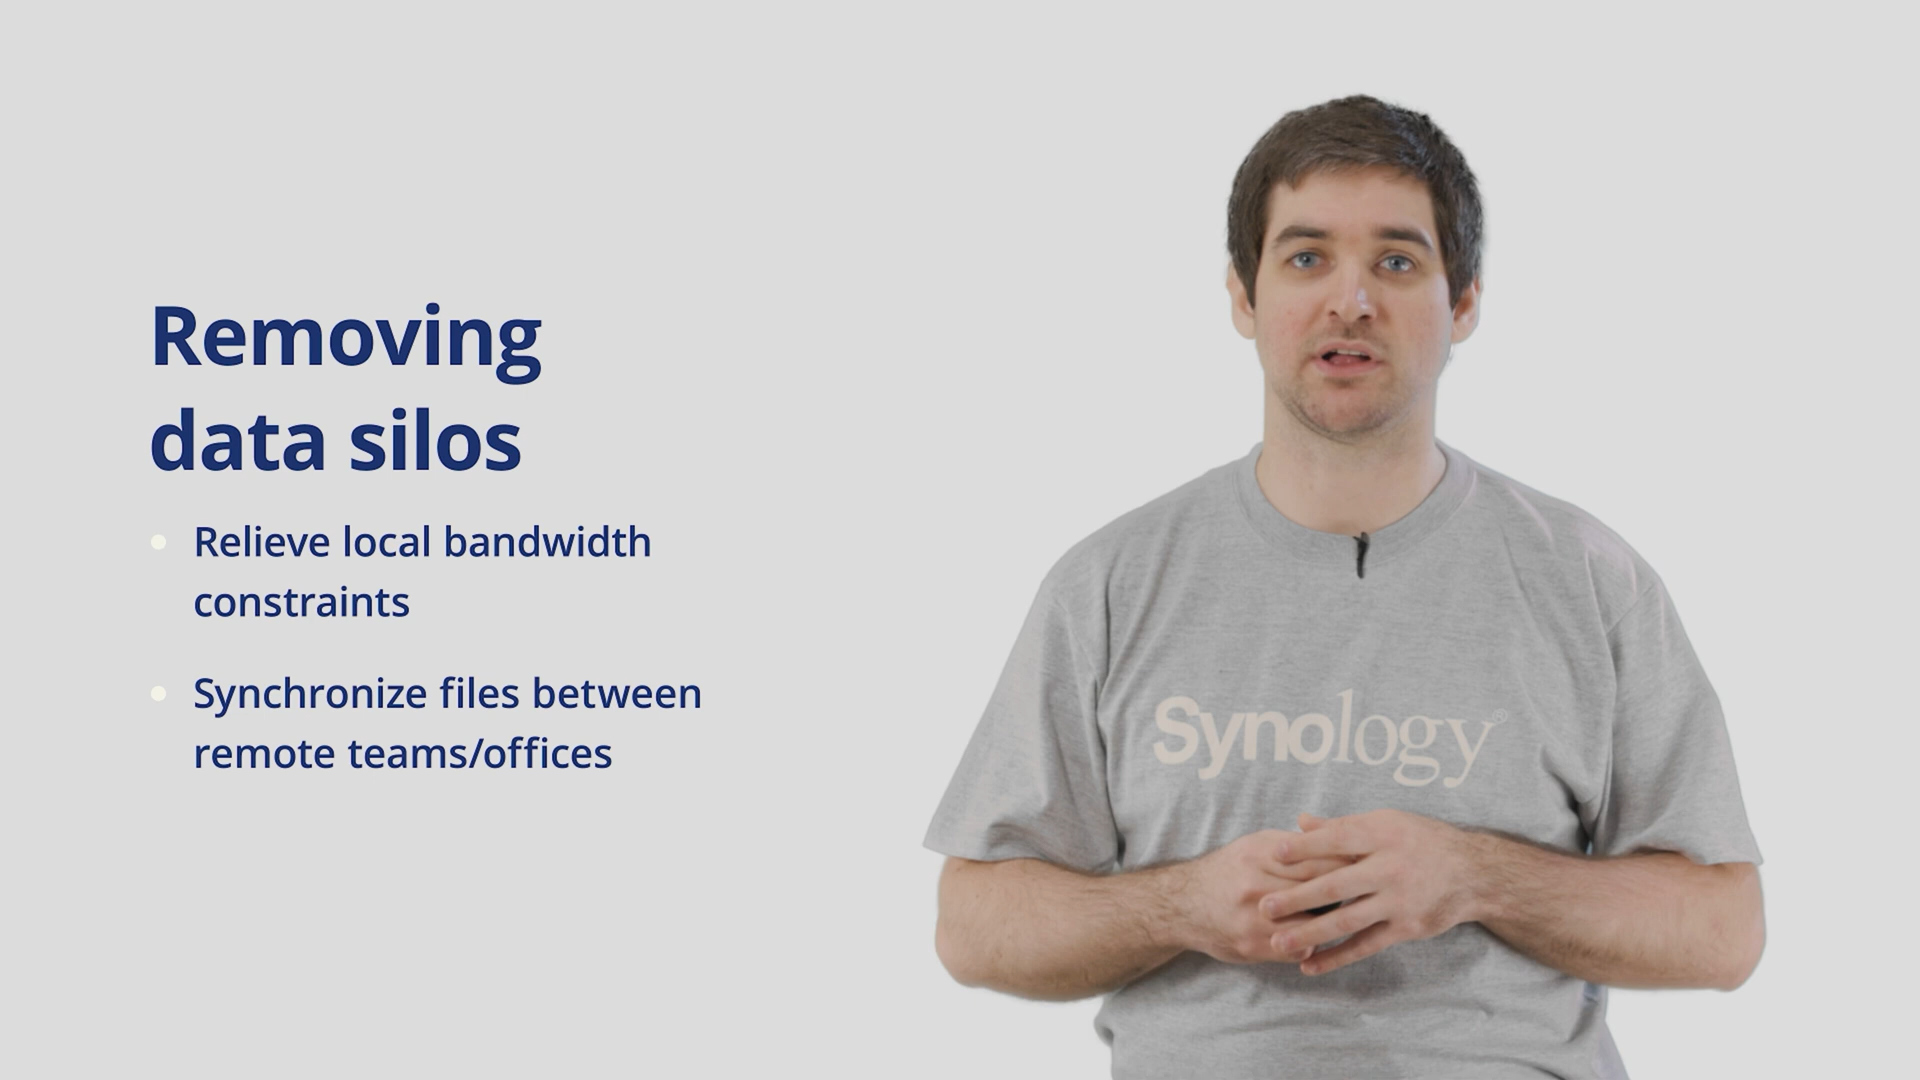 Removing
data silos
Relieve local bandwidth
constraints
Synchronize files between
remote teams/offices
Synology®